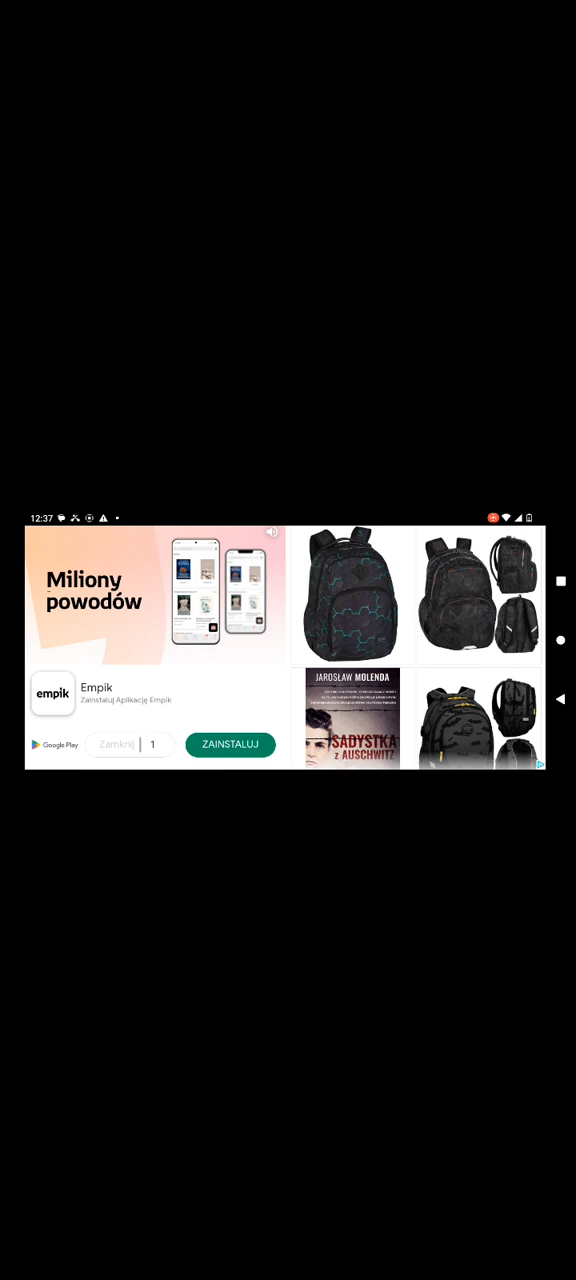 12:37
Miliony
powodów
empik
Empik
Zainstaluj Aplikację Empik
Google Play
Zamknij
1
ZAINSTALUJ
JAROSŁAW MOLENDA
SADYSTKA
z AUSCHWITZ